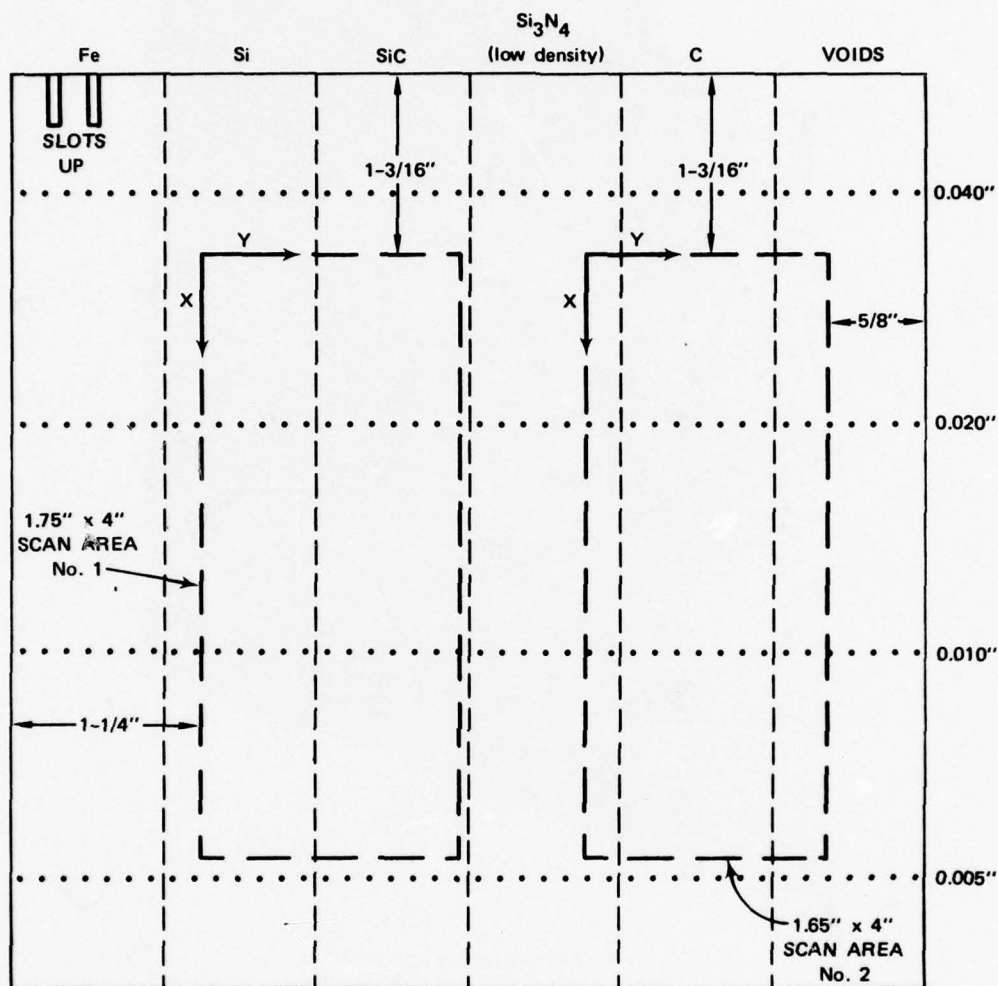 Si3N4
Fe Si SiC (low density) C VOIDS
SLOTS
UP
1-3/16" 1-3/16"
0.040"
Y Y
X X
5/8"
0.020"
1.75" x 4"
SCAN AREA
No. 1
0.010"
1-1/4"
0.005"
1.65" x 4"
SCAN AREA
No. 2